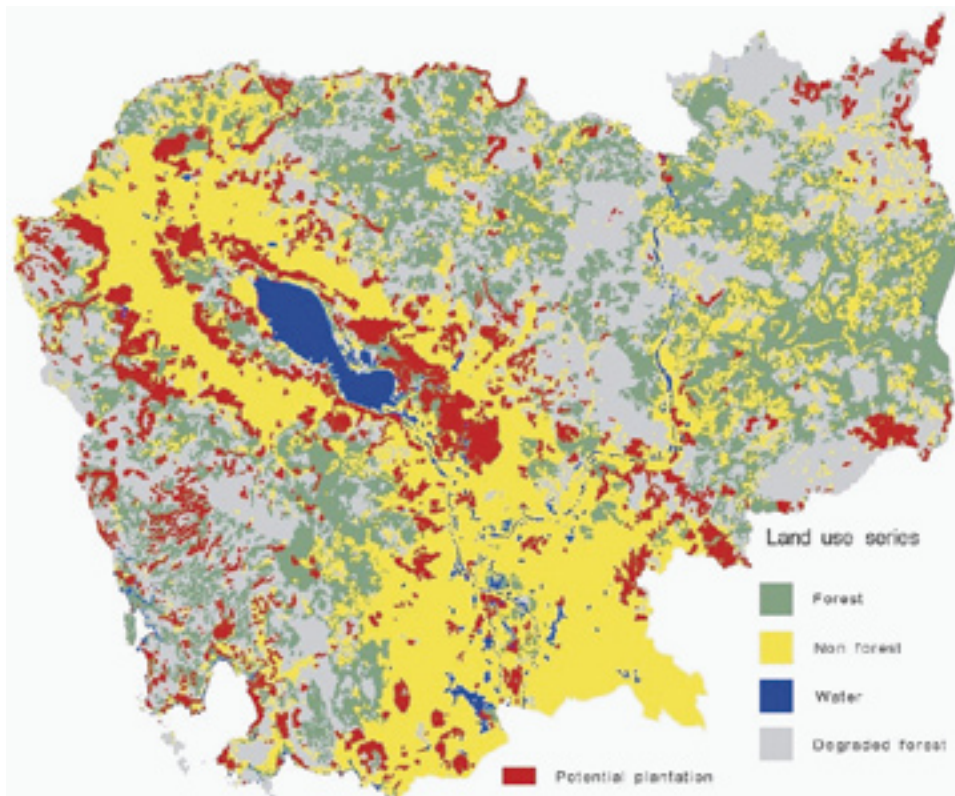 Land use series
Forest
Non forest
Water
Degraded forest
Potential plantation